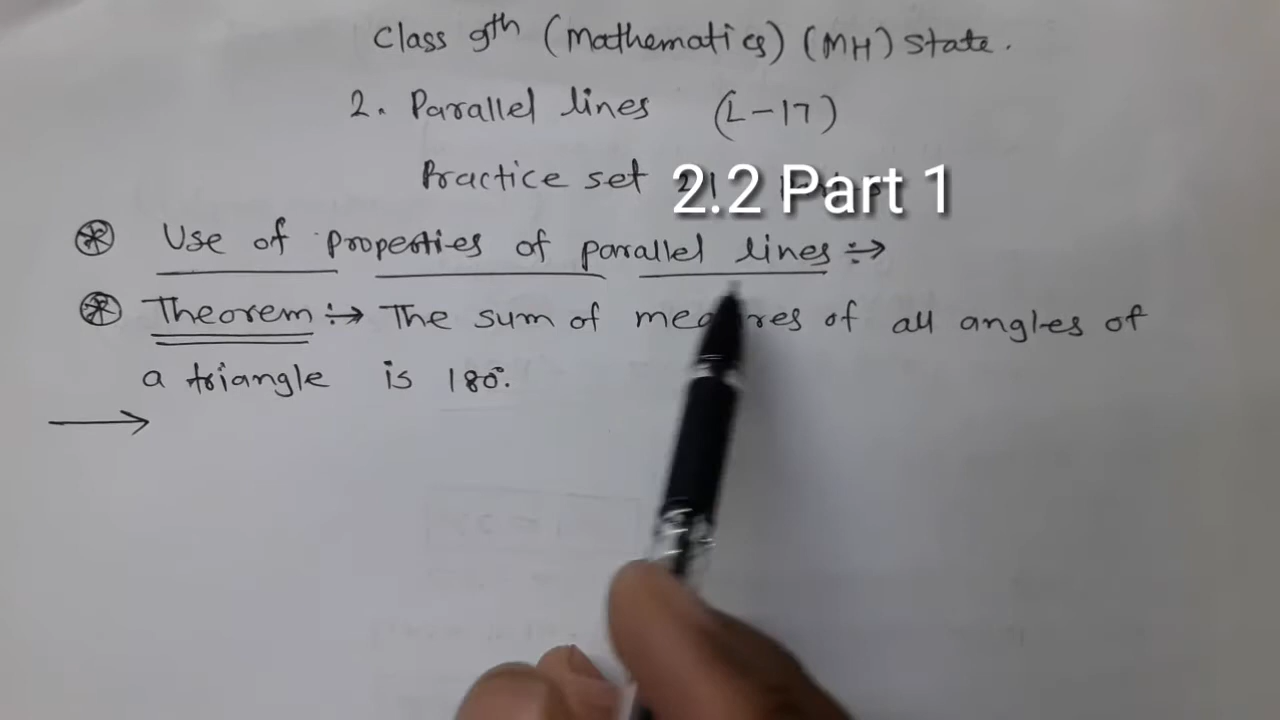 Class 9th (Mathematics) (MH) State.
2. Parallel lines (L-17)
Practice set 2.2 Part 1
⊛ Use of properties of parallel lines :→
⊛ Theorem :→ The sum of measures of all angles of
a triangle is 180°.
→